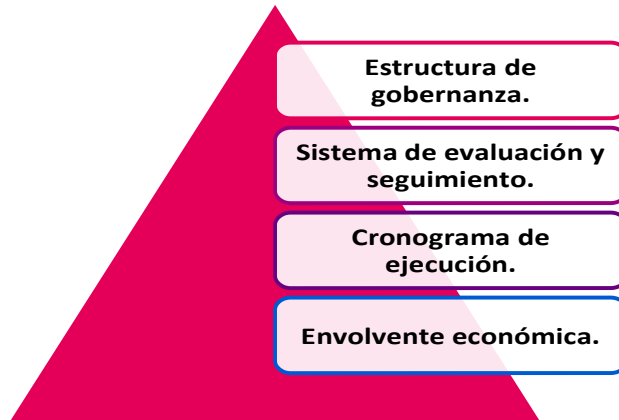 Estructura de
gobernanza.
Sistema de evaluación y
seguimiento.
Cronograma de
ejecución.
Envolvente económica.